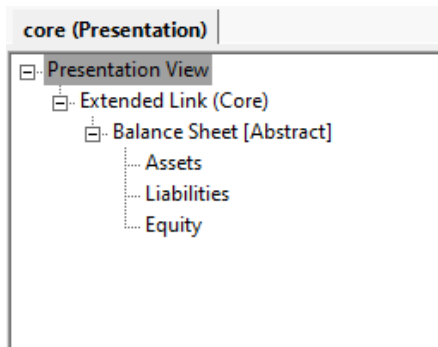 core (Presentation)
Presentation View
Extended Link (Core)
Balance Sheet [Abstract]
Assets
Liabilities
Equity